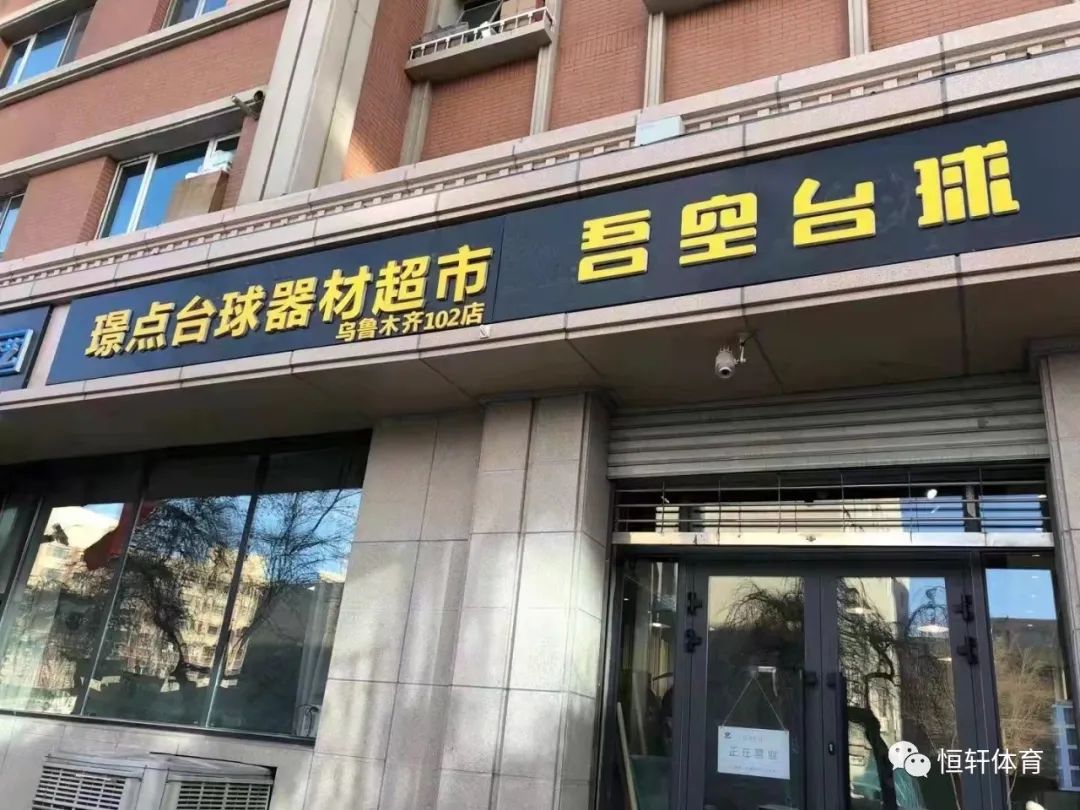 璟点台球器材超市
乌鲁木齐102店
吾空台球
正在营业
恒轩体育